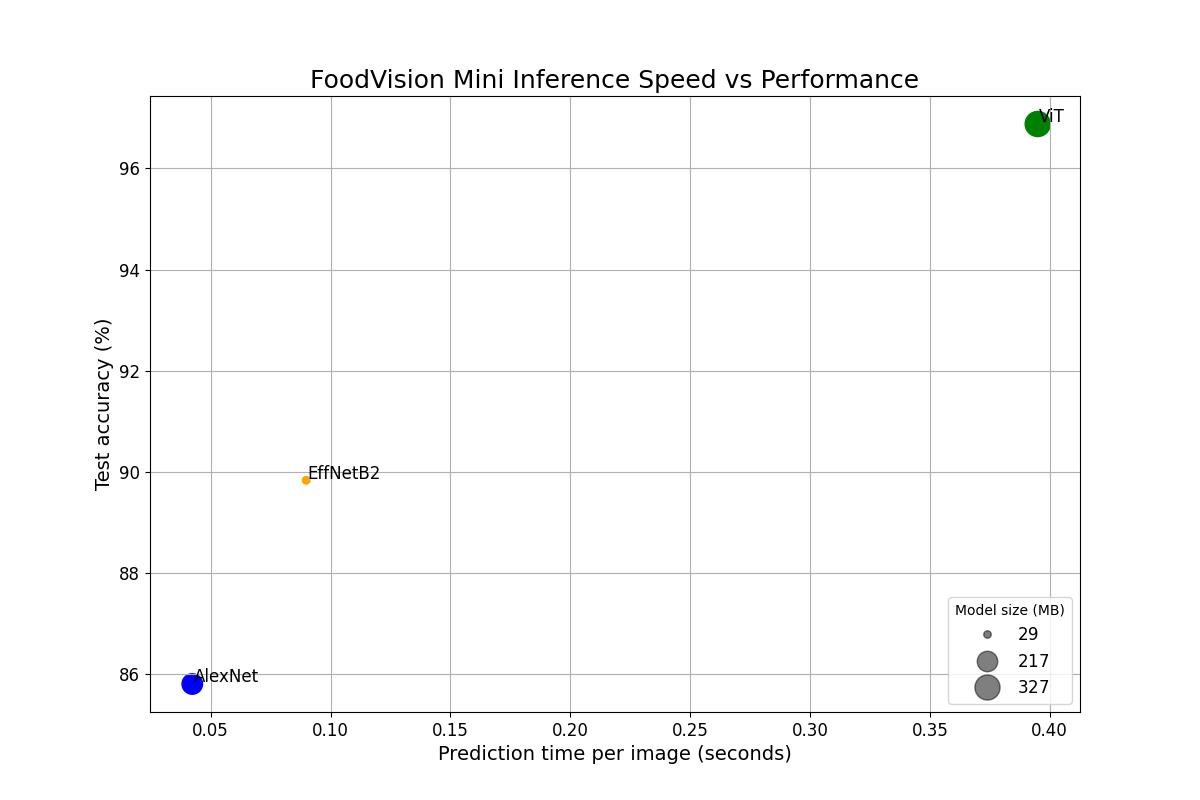 FoodVision Mini Inference Speed vs Performance
ViT
96
94
92
Test accuracy (%)
90
EffNetB2
88
Model size (MB)
29
217
327
86
AlexNet
0.05 0.10 0.15 0.20 0.25 0.30 0.35 0.40
Prediction time per image (seconds)